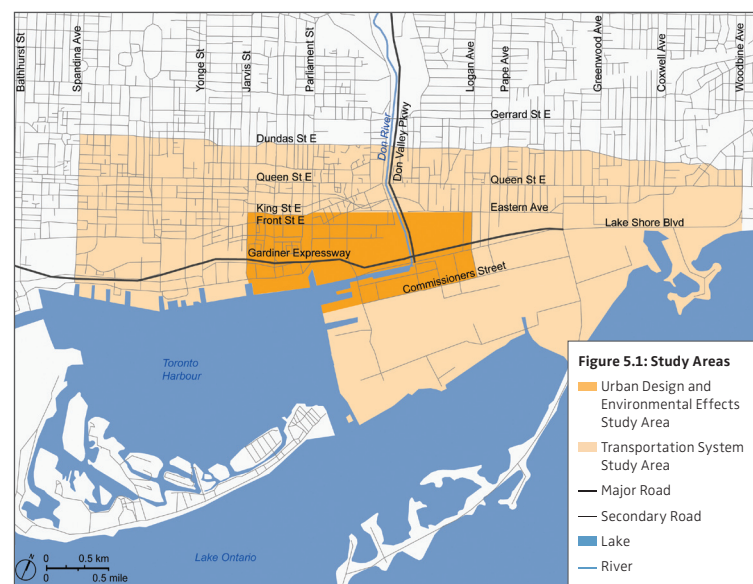 Bathhurst St
Spandina Ave
Yonge St
Jarvis St
Parliament St
Don River
Don Valley Pkwy
Logan Ave
Pape Ave
Greenwood Ave
Coxwell Ave
Woodbine Ave
Gerrard St E
Dundas St E
Queen St E
Queen St E
King St E
Front St E
Eastern Ave
Lake Shore Blvd
Gardiner Expressway
Commissioners Street
Toronto
Harbour
Lake Ontario
N
0 0.5 km
0 0.5 mile
Figure 5.1: Study Areas
Urban Design and
Environmental Effects
Study Area
Transportation System
Study Area
Major Road
Secondary Road
Lake
River